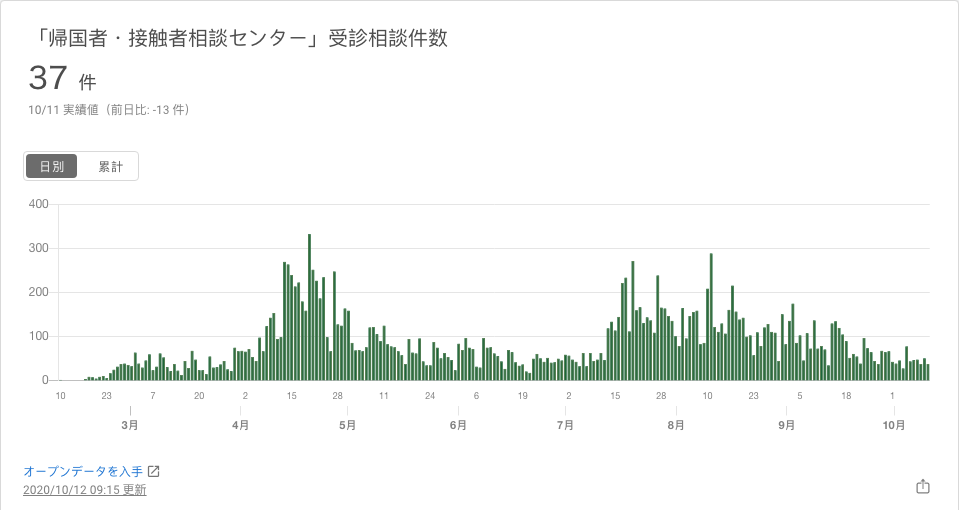 「帰国者・接触者相談センター」受診相談件数
37 件
10/11 実績値（前日比: -13 件）
日別 累計
400
300
200
100
0
10 23 7 20 2 15 28 11 24 6 19 2 15 28 10 23 5 18 1
3月 4月 5月 6月 7月 8月 9月 10月
オープンデータを入手
2020/10/12 09:15 更新